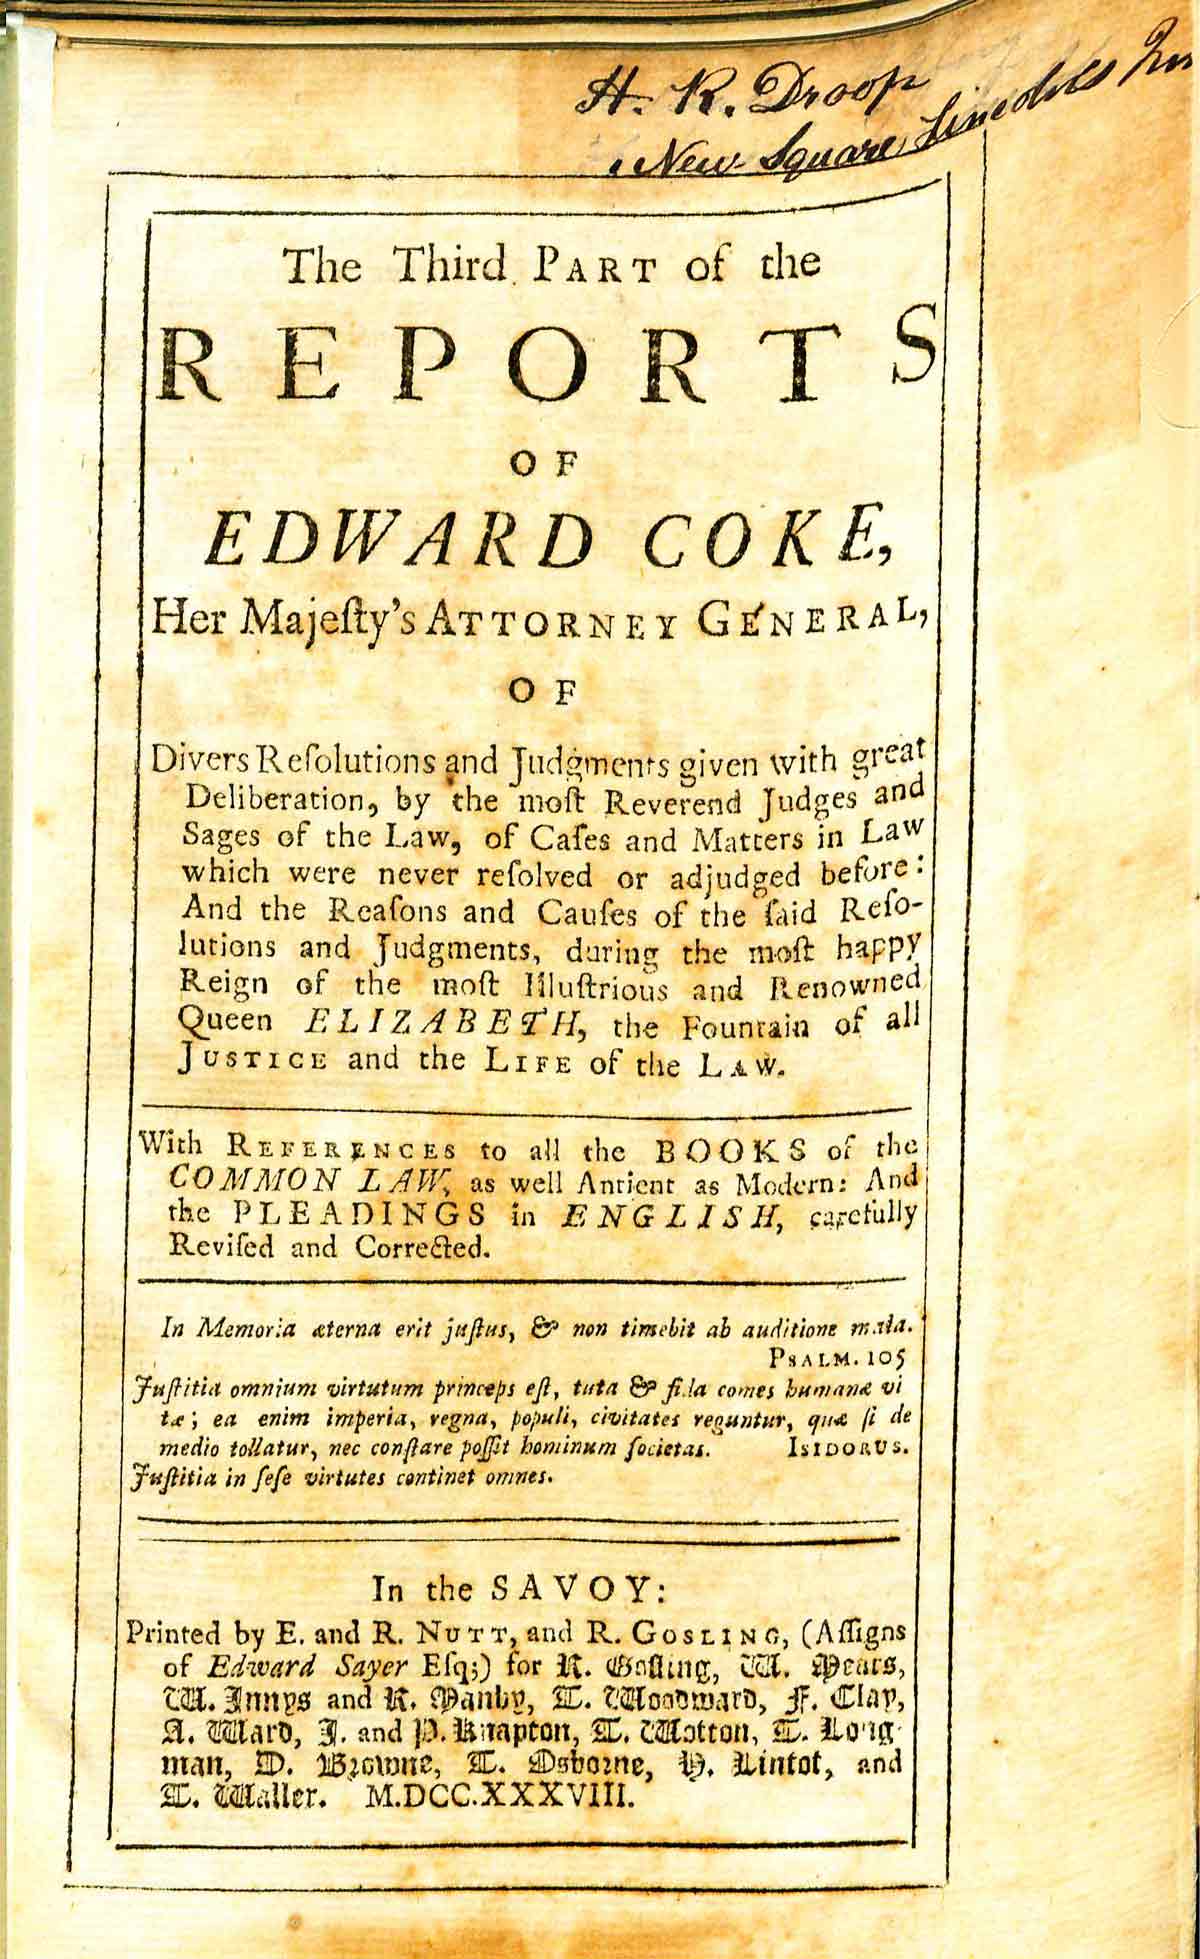 H. R. Droop
New Square Lincolns Inn
The Third PART of the
REPORTS
OF
EDWARD COKE,
Her Majeſty's ATTORNEY GENERAL,
OF
Divers Reſolutions and Judgments given with great
Deliberation, by the moſt Reverend Judges and
Sages of the Law, of Caſes and Matters in Law
which were never reſolved or adjudged before:
And the Reaſons and Cauſes of the ſaid Reſo-
lutions and Judgments, during the moſt happy
Reign of the moſt Illuſtrious and Renowned
Queen ELIZABETH, the Fountain of all
JUSTICE and the LIFE of the LAW.
With REFERENCES to all the BOOKS of the
COMMON LAW, as well Antient as Modern: And
the PLEADINGS in ENGLISH, carefully
Reviſed and Corrected.
In Memoria æterna erit juſtus, & non timebit ab auditione mala.
PSALM. 105
Juſtitia omnium virtutum princeps eſt, tuta & fida comes humanæ vi
tæ; ea enim imperia, regna, populi, civitates reguntur, quæ ſi de
medio tollatur, nec conſtare poſſit hominum ſocietas. ISIDORUS.
Juſtitia in ſeſe virtutes continet omnes.
In the SAVOY:
Printed by E. and R. NUTT, and R. GOSLING, (Aſſigns
of Edward Sayer Eſq;) for R. Goſling, W. Mears,
W. Innys and R. Manby, T. Woodward, F. Clay,
A. Ward, J. and P. Knapton, T. Wotton, T. Long-
man, D. Browne, T. Osborne, H. Lintot, and
T. Waller. M.DCC.XXXVIII.